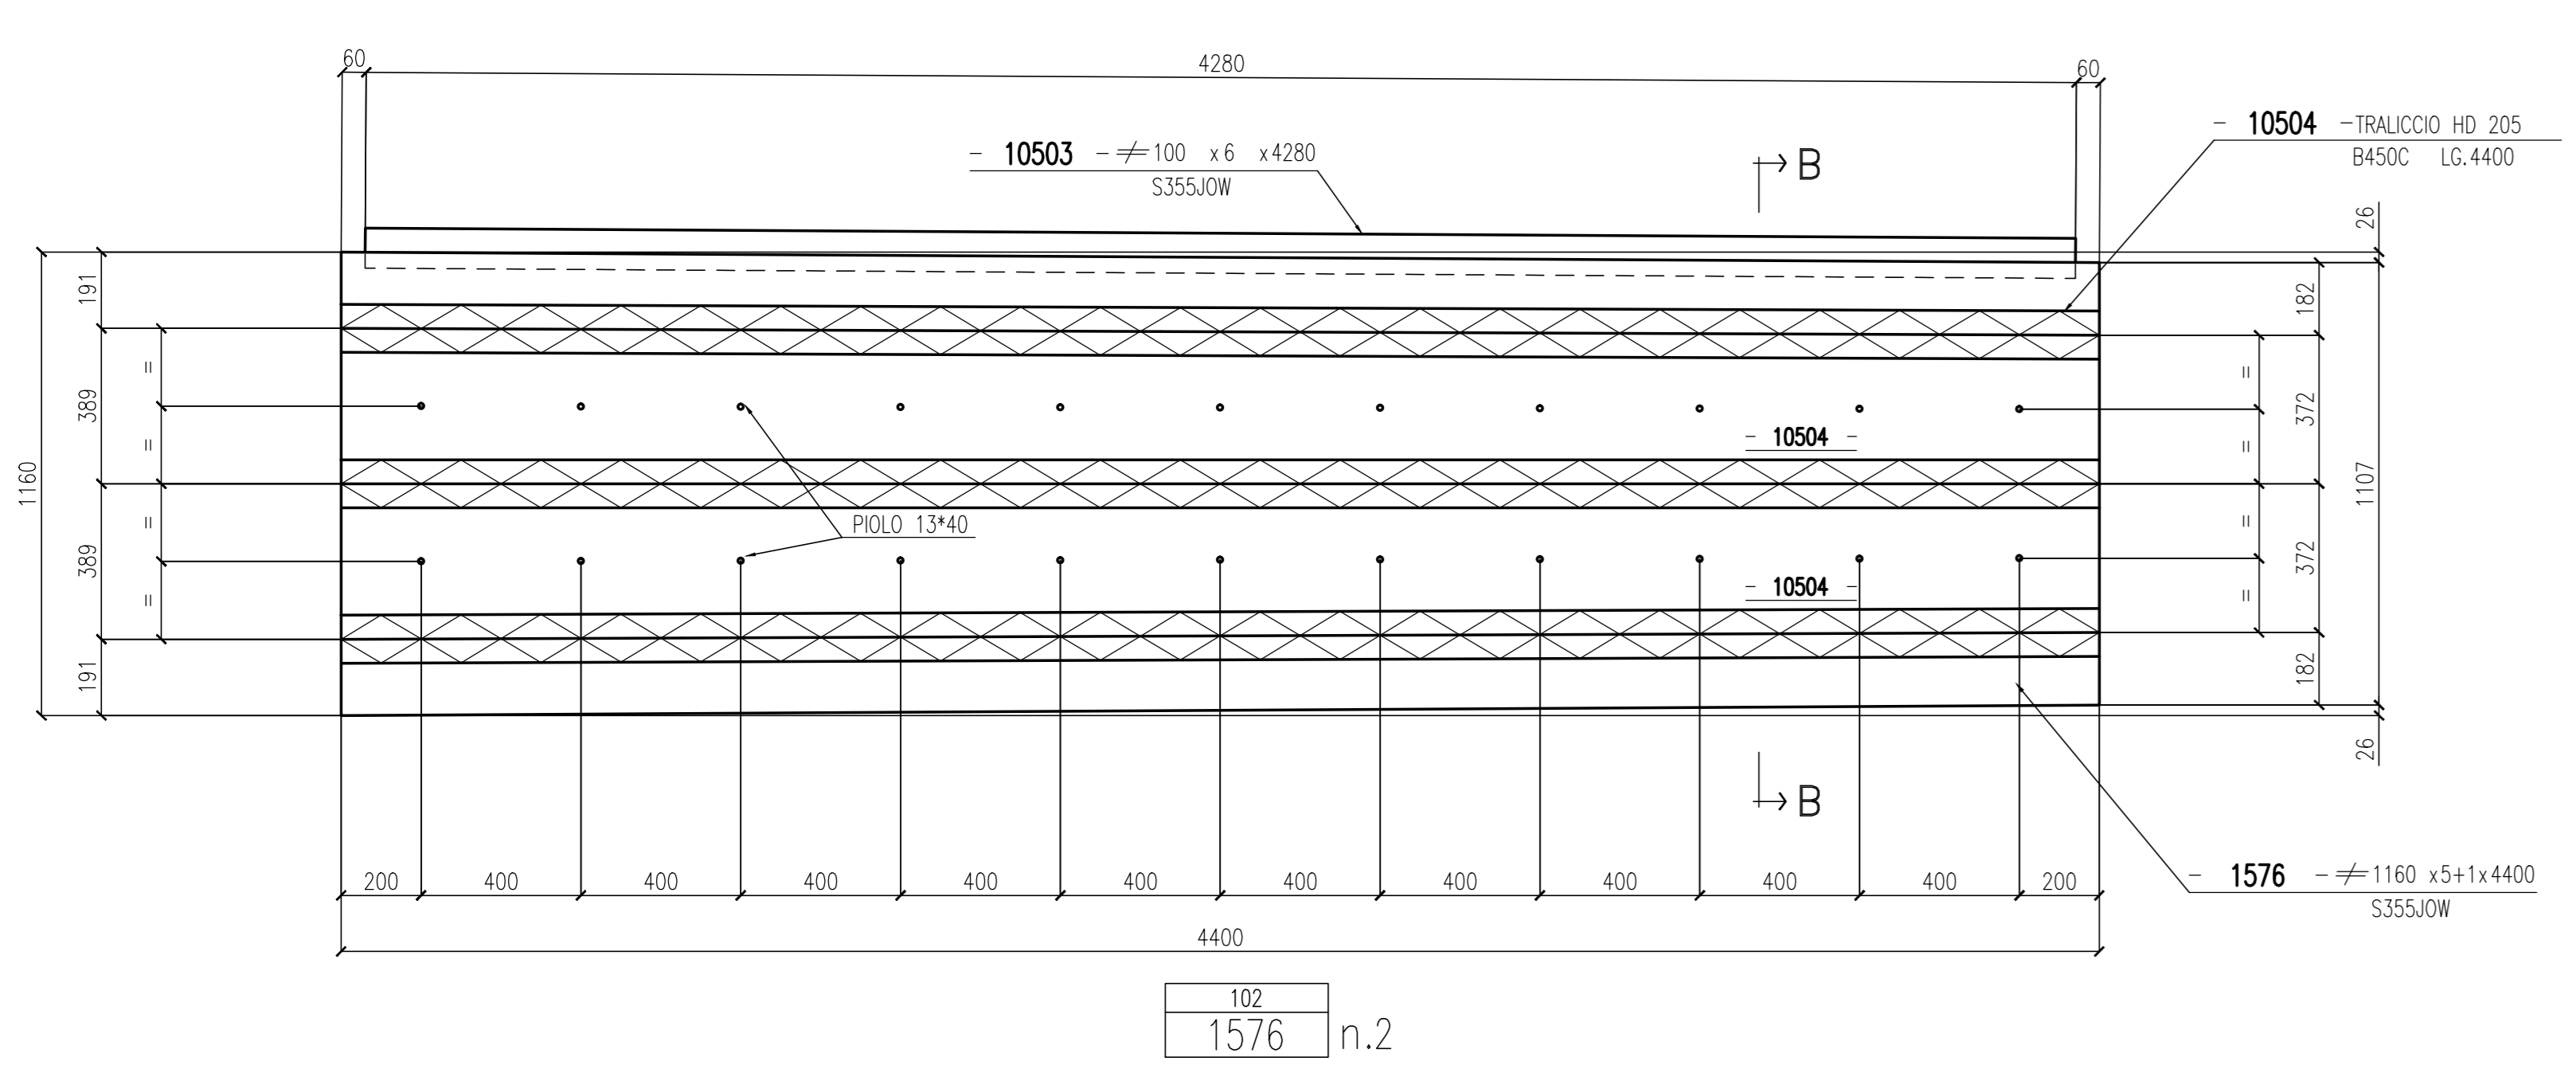 60
4280
60
- 10504 - TRALICCIO HD 205
B450C LG.4400
- 10503 - ≠ 100 x6 x4280
S355JOW
B
26
191
182
=
=
389
372
- 10504 -
=
=
1160
1107
PIOLO 13*40
=
=
389
372
- 10504 -
=
=
191
182
26
B
200 400 400 400 400 400 400 400 400 400 400 200
- 1576 - ≠ 1160 x5+1x4400
S355JOW
4400
102
1576 n.2